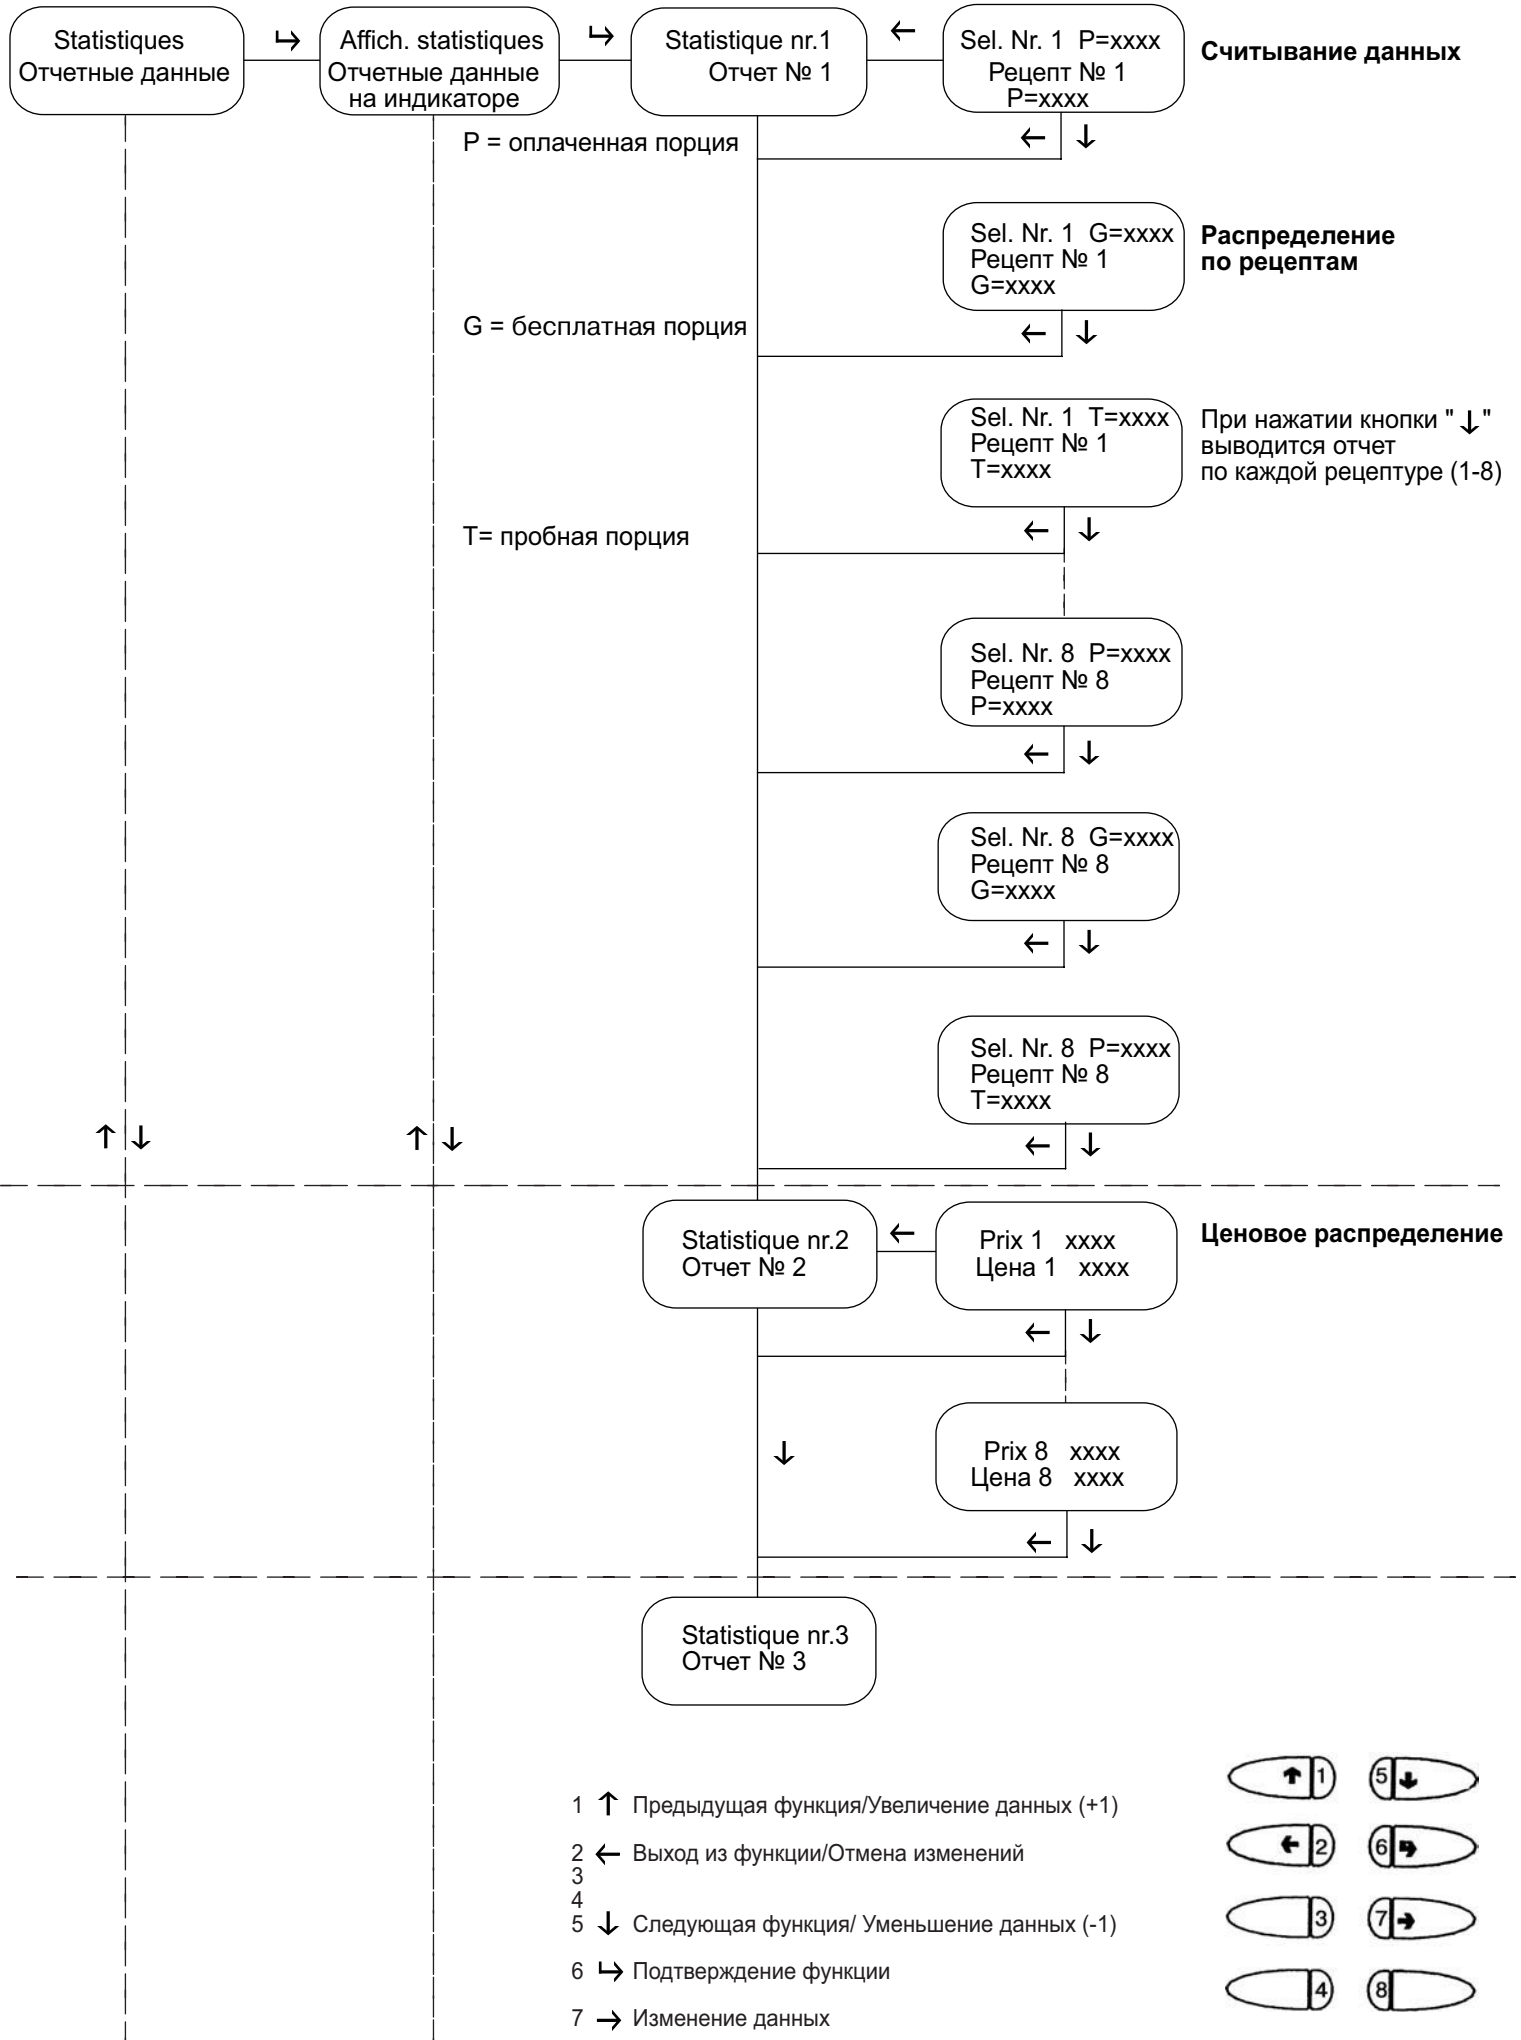 Statistiques
Отчетные данные
↳
Affich. statistiques
Отчетные данные
на индикаторе
↳
Statistique nr.1
Отчет № 1
←
Sel. Nr. 1 P=xxxx
Рецепт № 1
P=xxxx
Считывание данных
← ↓
P = оплаченная порция
Sel. Nr. 1 G=xxxx
Рецепт № 1
G=xxxx
Распределение
по рецептам
← ↓
G = бесплатная порция
Sel. Nr. 1 T=xxxx
Рецепт № 1
T=xxxx
При нажатии кнопки " ↓ "
выводится отчет
по каждой рецептуре (1-8)
← ↓
T= пробная порция
Sel. Nr. 8 P=xxxx
Рецепт № 8
P=xxxx
← ↓
Sel. Nr. 8 G=xxxx
Рецепт № 8
G=xxxx
← ↓
Sel. Nr. 8 P=xxxx
Рецепт № 8
T=xxxx
↑ ↓
↑ ↓
← ↓
Statistique nr.2
Отчет № 2
←
Prix 1 xxxx
Цена 1 xxxx
Ценовое распределение
← ↓
↓
Prix 8 xxxx
Цена 8 xxxx
← ↓
Statistique nr.3
Отчет № 3
1 ↑ Предыдущая функция/Увеличение данных (+1)
2 ← Выход из функции/Отмена изменений
3
4
5 ↓ Следующая функция/ Уменьшение данных (-1)
6 ↳ Подтверждение функции
7 → Изменение данных
↑ 1 5 ↓
← 2 6 ↳
3 7 →
4 8